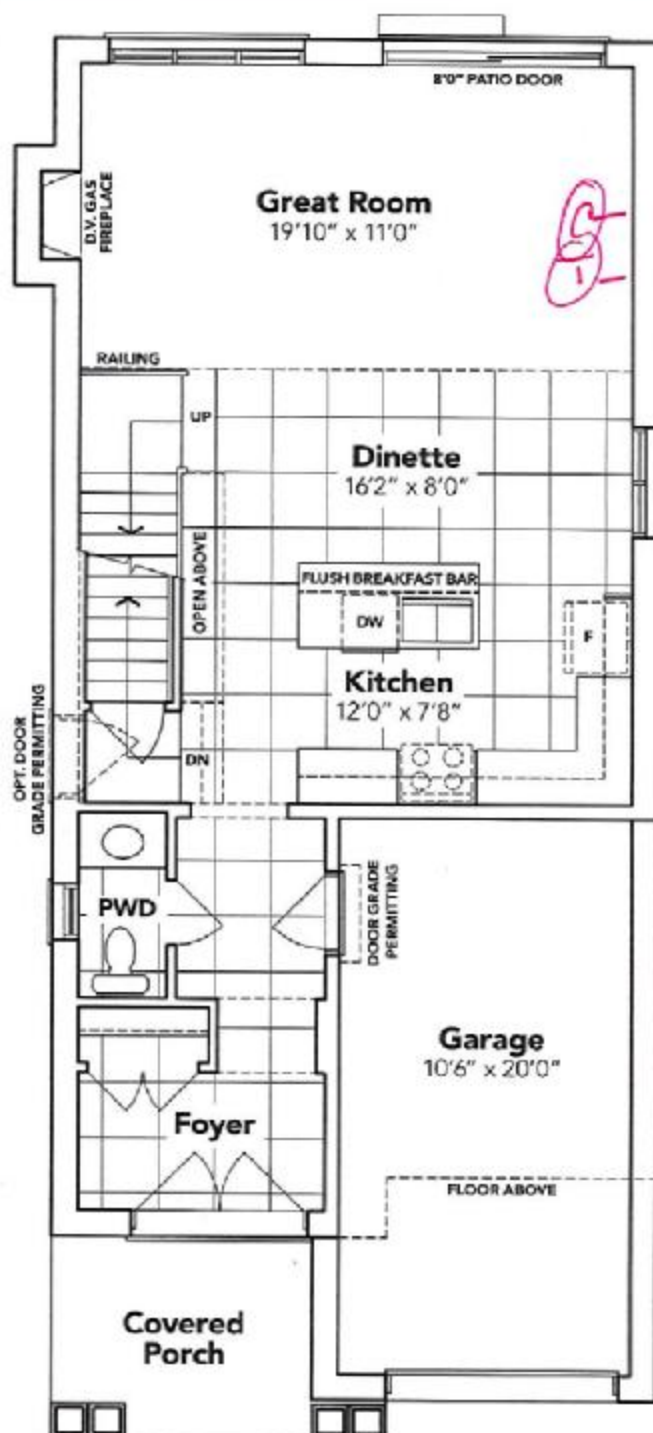 8'0" PATIO DOOR
D.V. GAS
FIREPLACE
Great Room
19'10" x 11'0"
C
1
RAILING
UP
Dinette
16'2" x 8'0"
OPEN ABOVE
FLUSH BREAKFAST BAR
DW
F
Kitchen
12'0" x 7'8"
OPT. DOOR
GRADE PERMITTING
DN
PWD
DOOR GRADE
PERMITTING
Garage
10'6" x 20'0"
Foyer
FLOOR ABOVE
Covered
Porch